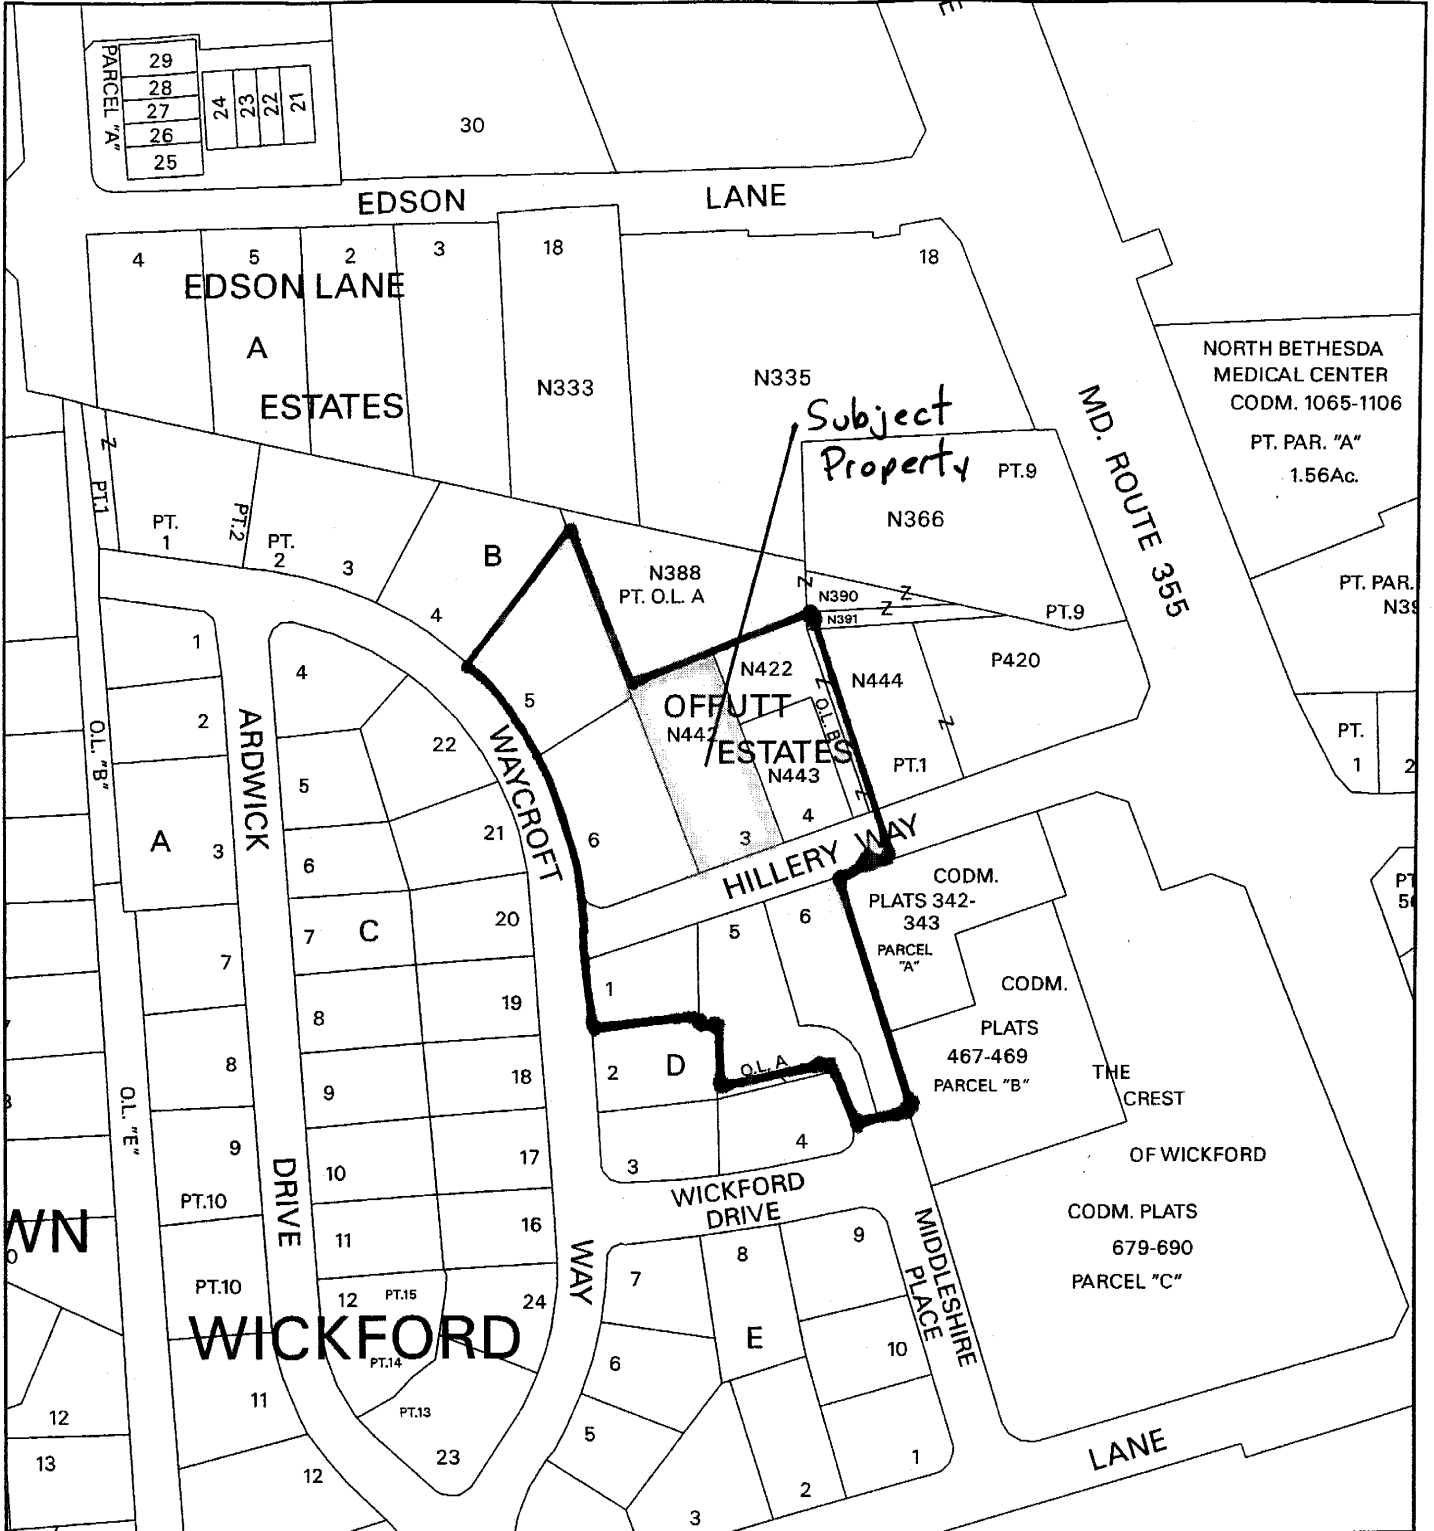 E
PARCEL "A"
29
28
27
26
25
24
23
22
21
30
EDSON LANE
4
5
2
3
18
18
EDSON LANE
A
ESTATES
N333
N335
Subject
Property
MD. ROUTE 355
NORTH BETHESDA
MEDICAL CENTER
CODM. 1065-1106
PT. PAR. "A"
1.56Ac.
PT.9
N366
Z
PT.1
PT.
1
PT.2
PT.
2
3
B
4
N388
PT. O.L. A
Z
N390
Z
Z
N391
PT.9
PT. PAR.
N39
1
4
5
N422
Z
N444
P420
OFFUTT
N442
ESTATES
O.L. B
Z
N443
PT.1
Z
4
3
O.L. "B"
2
ARDWICK
22
WAYCROFT
5
A
3
21
6
6
HILLERY WAY
PT.
1
2
CODM.
PLATS 342-
343
PARCEL
"A"
PT
56
7
C
20
5
6
7
8
19
1
CODM.
PLATS
467-469
PARCEL "B"
THE
CREST
OF WICKFORD
8
9
18
2
D
O.L. A
O.L. "E"
9
10
17
3
4
WICKFORD
DRIVE
PT.10
DRIVE
11
16
WAY
8
9
MIDDLESHIRE
PLACE
CODM. PLATS
679-690
PARCEL "C"
WN
0
PT.10
12
PT.15
24
7
WICKFORD
PT.14
E
6
10
11
PT.13
12
13
23
5
1
LANE
12
2
3